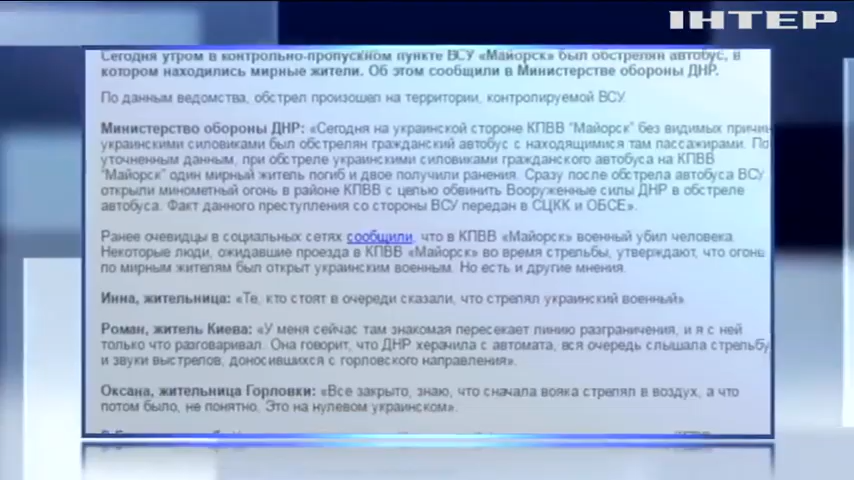 ІНТЕР
Сегодня утром в контрольно-пропускном пункте ВСУ «Майорск» был обстрелян автобус, в
котором находились мирные жители. Об этом сообщили в Министерстве обороны ДНР.
По данным ведомства, обстрел произошел на территории, контролируемой ВСУ.
Министерство обороны ДНР: «Сегодня на украинской стороне КПВВ "Майорск" без видимых причин
украинскими силовиками был обстрелян гражданский автобус с находящимися там пассажирами. По
уточненным данным, при обстреле украинскими силовиками гражданского автобуса на КПВВ
"Майорск" один мирный житель погиб и двое получили ранения. Сразу после обстрела автобуса ВСУ
открыли минометный огонь в районе КПВВ с целью обвинить Вооруженные силы ДНР в обстреле
автобуса. Факт данного преступления со стороны ВСУ передан в СЦКК и ОБСЕ».
Ранее очевидцы в социальных сетях сообщили, что в КПВВ «Майорск» военный убил человека.
Некоторые люди, ожидавшие проезда в КПВВ «Майорск» во время стрельбы, утверждают, что огонь
по мирным жителям был открыт украинским военным. Но есть и другие мнения.
Инна, жительница: «Те, кто стоят в очереди сказали, что стрелял украинский военный».
Роман, житель Киева: «У меня сейчас там знакомая пересекает линию разграничения, и я с ней
только что разговаривал. Она говорит, что ДНР херачила с автомата, вся очередь слышала стрельбу
и звуки выстрелов, доносившихся с горловского направления».
Оксана, жительница Горловки: «Все закрыто, знаю, что сначала вояка стрелял в воздух, а что
потом было, не понятно. Это на нулевом украинском».